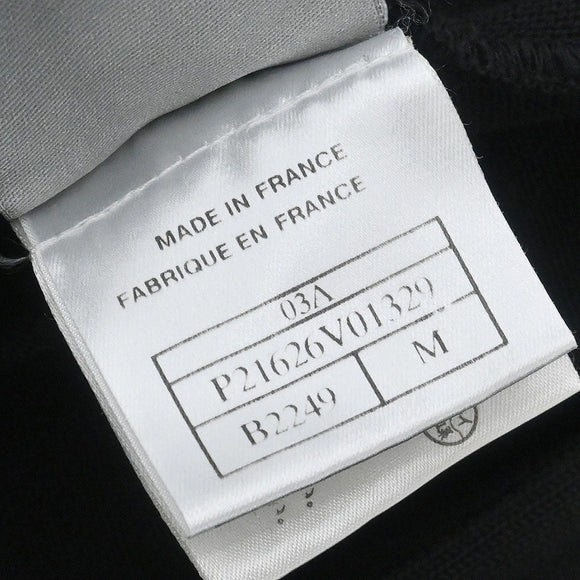 MADE IN FRANCE
FABRIQUE EN FRANCE
03A
P21626V01329
B2249 M